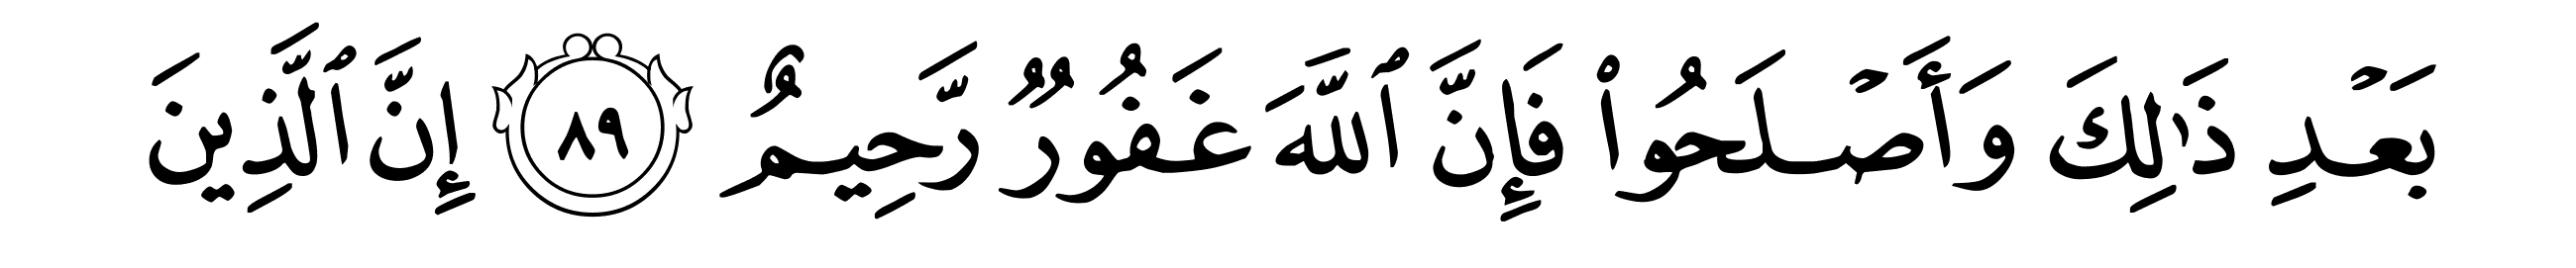 بَعۡدِ ذَٰلِكَ وَأَصۡلَحُواْ فَإِنَّ ٱللَّهَ غَفُورٌ رَّحِيمٌ ٨٩ إِنَّ ٱلَّذِينَ